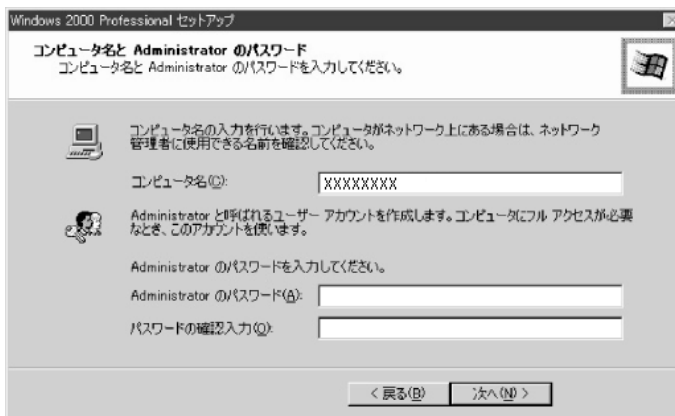 Windows 2000 Professional セットアップ
コンピュータ名と Administrator のパスワード
コンピュータ名と Administrator のパスワードを入力してください。
コンピュータ名の入力を行います。コンピュータがネットワーク上にある場合は、ネットワーク
管理者に使用できる名前を確認してください。
コンピュータ名(C):
XXXXXXXX
Administrator と呼ばれるユーザー アカウントを作成します。コンピュータにフル アクセスが必要
なとき、このアカウントを使います。
Administrator のパスワードを入力してください。
Administrator のパスワード(A):
パスワードの確認入力(O):
< 戻る(B)
次へ(N) >